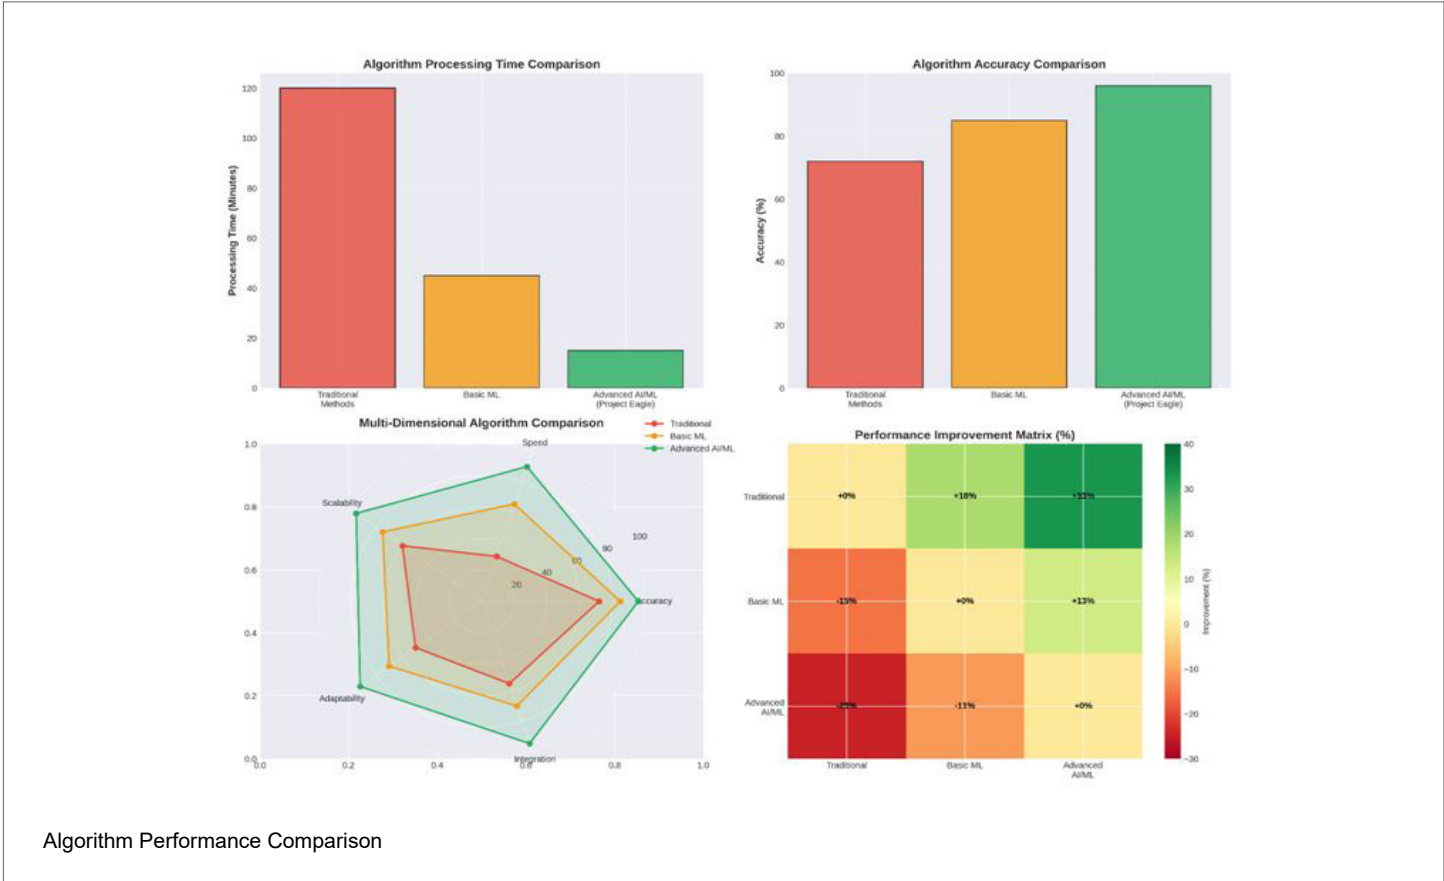 Algorithm Processing Time Comparison
120
100
80
60
40
20
0
Processing Time (Minutes)
Traditional
Methods
Basic ML
Advanced AI/ML
(Project Eagle)
Algorithm Accuracy Comparison
100
80
60
40
20
0
Accuracy (%)
Traditional
Methods
Basic ML
Advanced AI/ML
(Project Eagle)
Multi-Dimensional Algorithm Comparison
Traditional
Basic ML
Advanced AI/ML
Speed
Scalability
Adaptability
Integration
20
40
60
80
100
1.0
0.8
0.6
0.4
0.2
0.0
0.0
0.2
0.4
0.6
0.8
1.0
Performance Improvement Matrix (%)
Traditional
Basic ML
Advanced
AI/ML
+0%
+18%
+33%
-15%
+0%
+13%
-11%
+0%
Traditional
Basic ML
Advanced
AI/ML
40
30
20
10
0
−10
−20
−30
Improvement (%)
Algorithm Performance Comparison